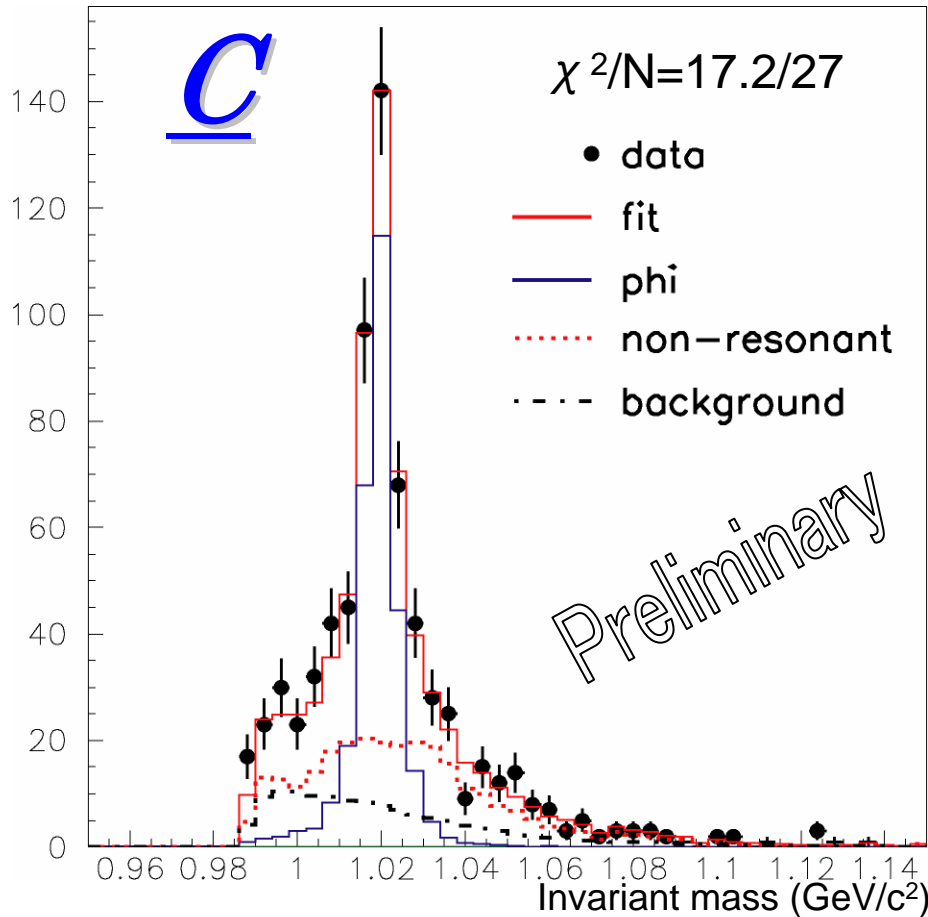 C
χ²/N=17.2/27
data
fit
phi
non-resonant
background
Preliminary
140
120
100
80
60
40
20
0
0.96 0.98 1 1.02 1.04 1.06 1.08 1.1 1.12 1.14
Invariant mass (GeV/c²)